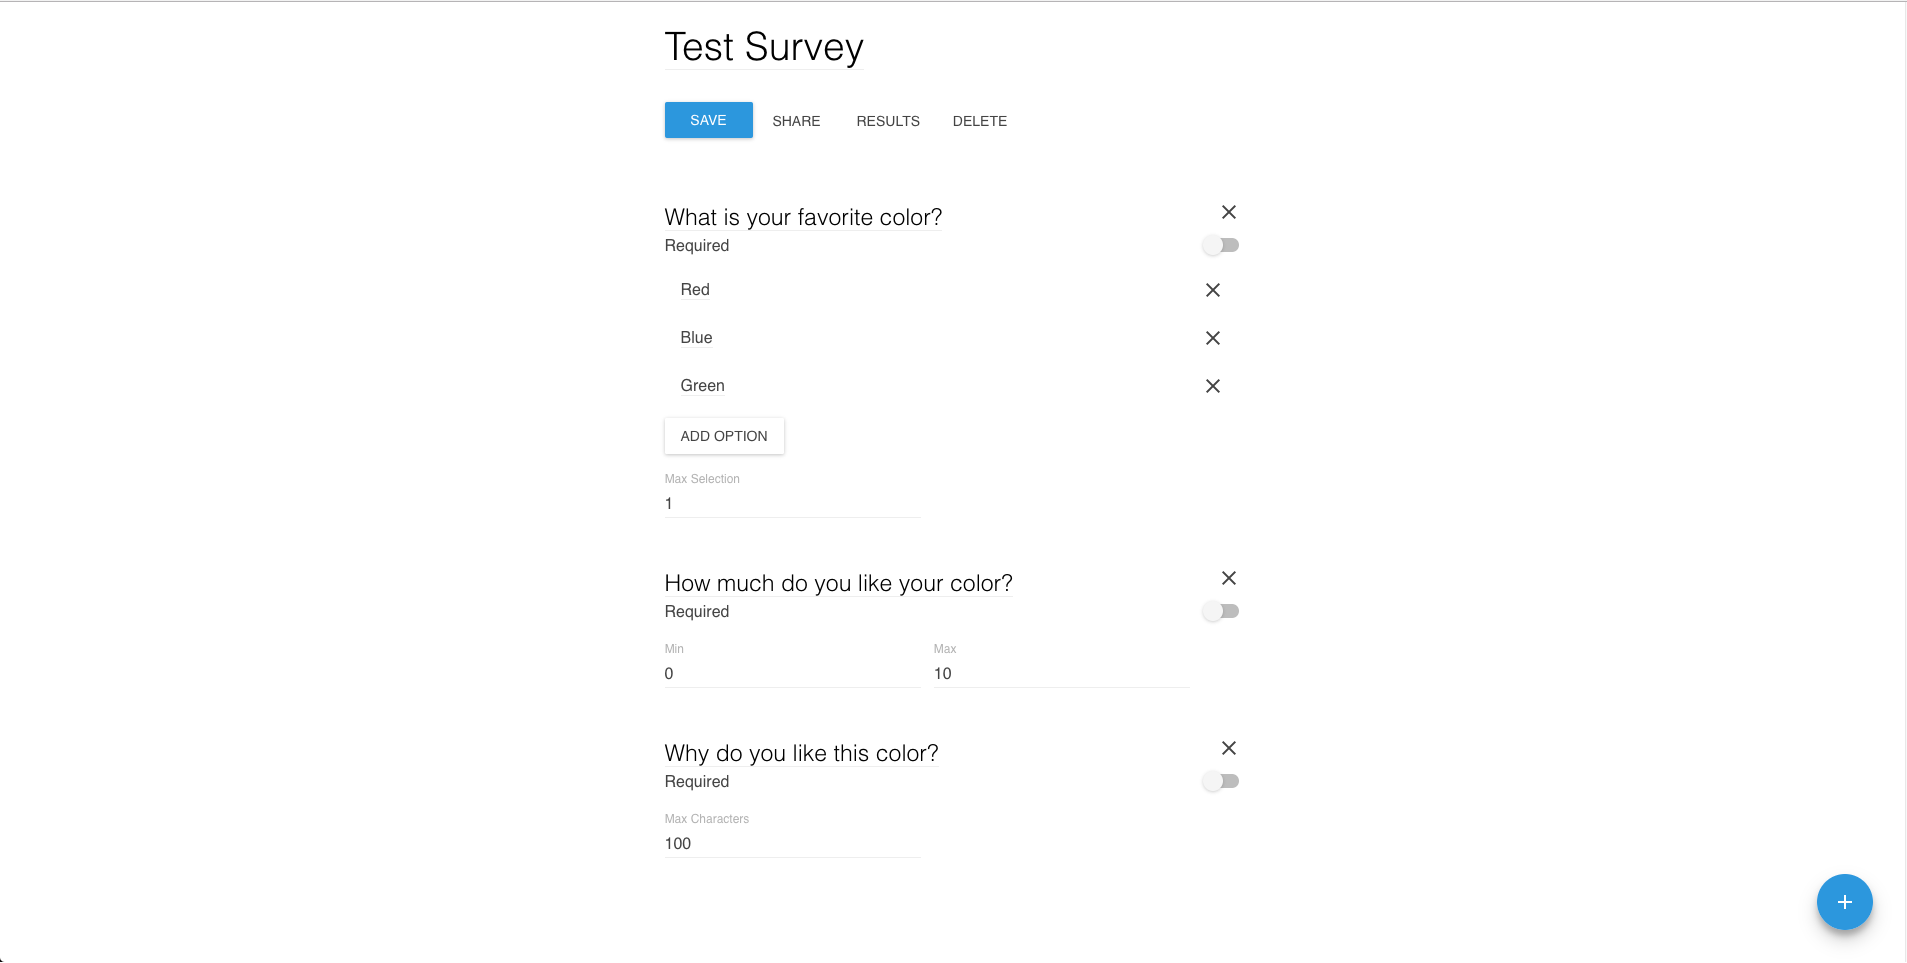 Test Survey
SAVE SHARE RESULTS DELETE
What is your favorite color?
Required
Red
Blue
Green
ADD OPTION
Max Selection
1
How much do you like your color?
Required
Min Max
0 10
Why do you like this color?
Required
Max Characters
100